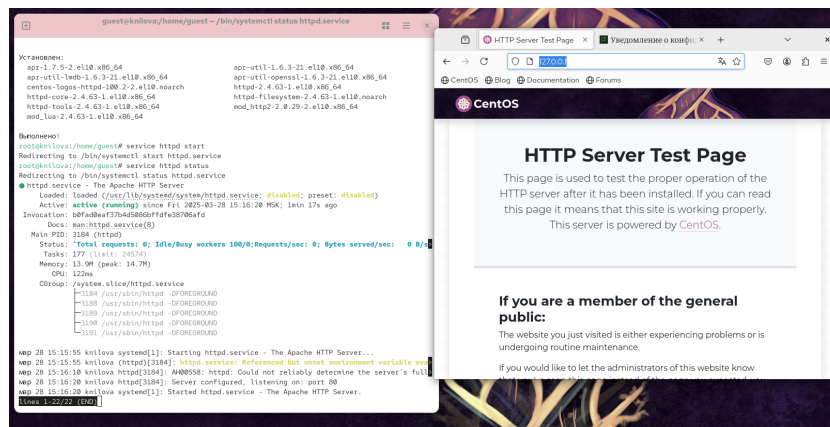 guest@knilova:/home/guest — /bin/systemctl status httpd.service
Установлен:
apr-1.7.5-2.el10.x86_64 apr-util-1.6.3-21.el10.x86_64
apr-util-lmdb-1.6.3-21.el10.x86_64 apr-util-openssl-1.6.3-21.el10.x86_64
centos-logos-httpd-100.2-2.el10.noarch httpd-2.4.63-1.el10.x86_64
httpd-core-2.4.63-1.el10.x86_64 httpd-filesystem-2.4.63-1.el10.noarch
httpd-tools-2.4.63-1.el10.x86_64 mod_http2-2.0.29-2.el10.x86_64
mod_lua-2.4.63-1.el10.x86_64
Выполнено!
root@knilova:/home/guest# service httpd start
Redirecting to /bin/systemctl start httpd.service
root@knilova:/home/guest# service httpd status
Redirecting to /bin/systemctl status httpd.service
● httpd.service - The Apache HTTP Server
Loaded: loaded (/usr/lib/systemd/system/httpd.service; disabled; preset: disabled)
Active: active (running) since Fri 2025-03-28 15:16:20 MSK; 1min 17s ago
Invocation: b0fad0eaf37b4d5086bffdfe38706afd
Docs: man:httpd.service(8)
Main PID: 3184 (httpd)
Status: "Total requests: 0; Idle/Busy workers 100/0;Requests/sec: 0; Bytes served/sec: 0 B/s>
Tasks: 177 (limit: 24574)
Memory: 13.9M (peak: 14.7M)
CPU: 122ms
CGroup: /system.slice/httpd.service
├─3184 /usr/sbin/httpd -DFOREGROUND
├─3188 /usr/sbin/httpd -DFOREGROUND
├─3189 /usr/sbin/httpd -DFOREGROUND
├─3190 /usr/sbin/httpd -DFOREGROUND
└─3191 /usr/sbin/httpd -DFOREGROUND
мар 28 15:15:55 knilova systemd[1]: Starting httpd.service - The Apache HTTP Server...
мар 28 15:15:55 knilova (httpd)[3184]: httpd.service: Referenced but unset environment variable eva>
мар 28 15:16:10 knilova httpd[3184]: AH00558: httpd: Could not reliably determine the server's full>
мар 28 15:16:20 knilova httpd[3184]: Server configured, listening on: port 80
мар 28 15:16:20 knilova systemd[1]: Started httpd.service - The Apache HTTP Server.
lines 1-22/22 (END)
HTTP Server Test Page Уведомление о конфи
127.0.0.1
CentOS Blog Documentation Forums
CentOS
HTTP Server Test Page
This page is used to test the proper operation of the
HTTP server after it has been installed. If you can read
this page it means that this site is working properly.
This server is powered by CentOS.
If you are a member of the general
public:
The website you just visited is either experiencing problems or is
undergoing routine maintenance.
If you would like to let the administrators of this website know